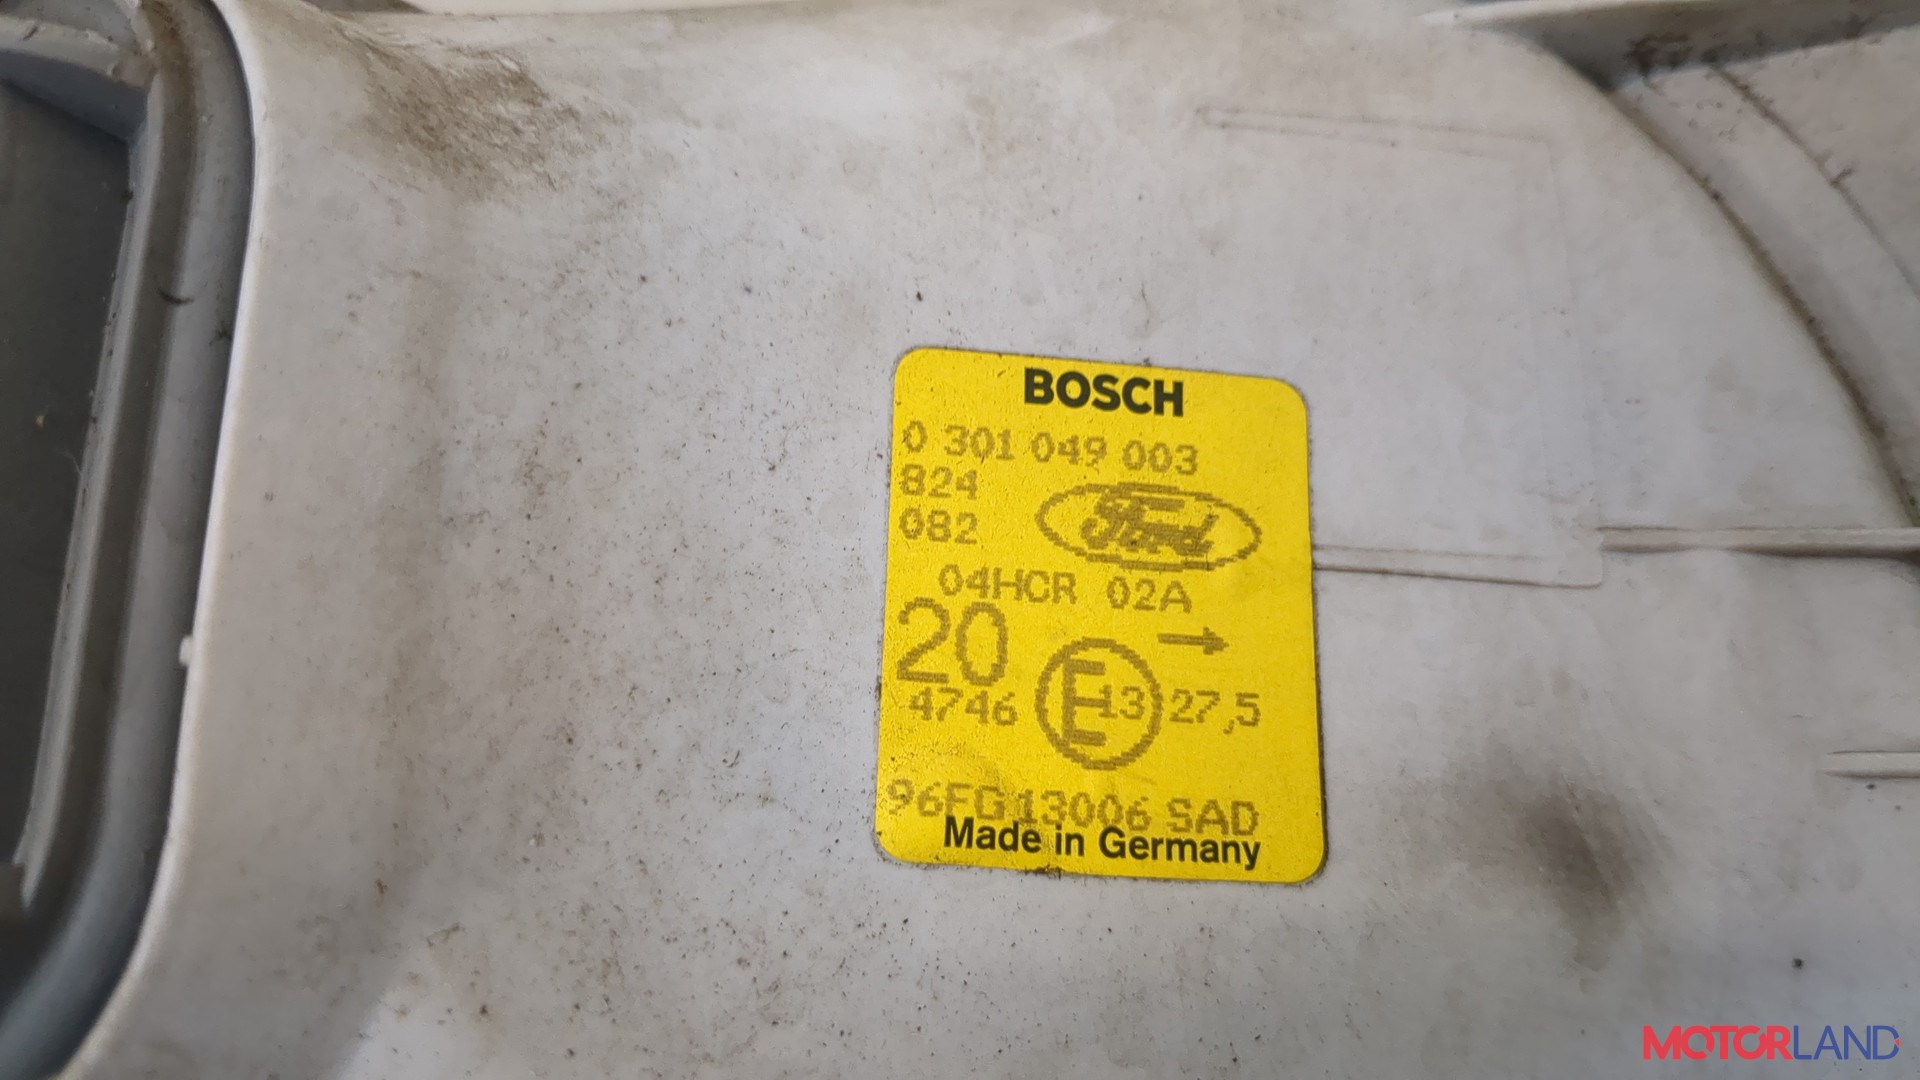 BOSCH
0 301 049 003
824
Ford
082
04HCR 02A
20
→
4746 E 13 27,5
96FG 13006 SAD
Made in Germany
MOTORLAND